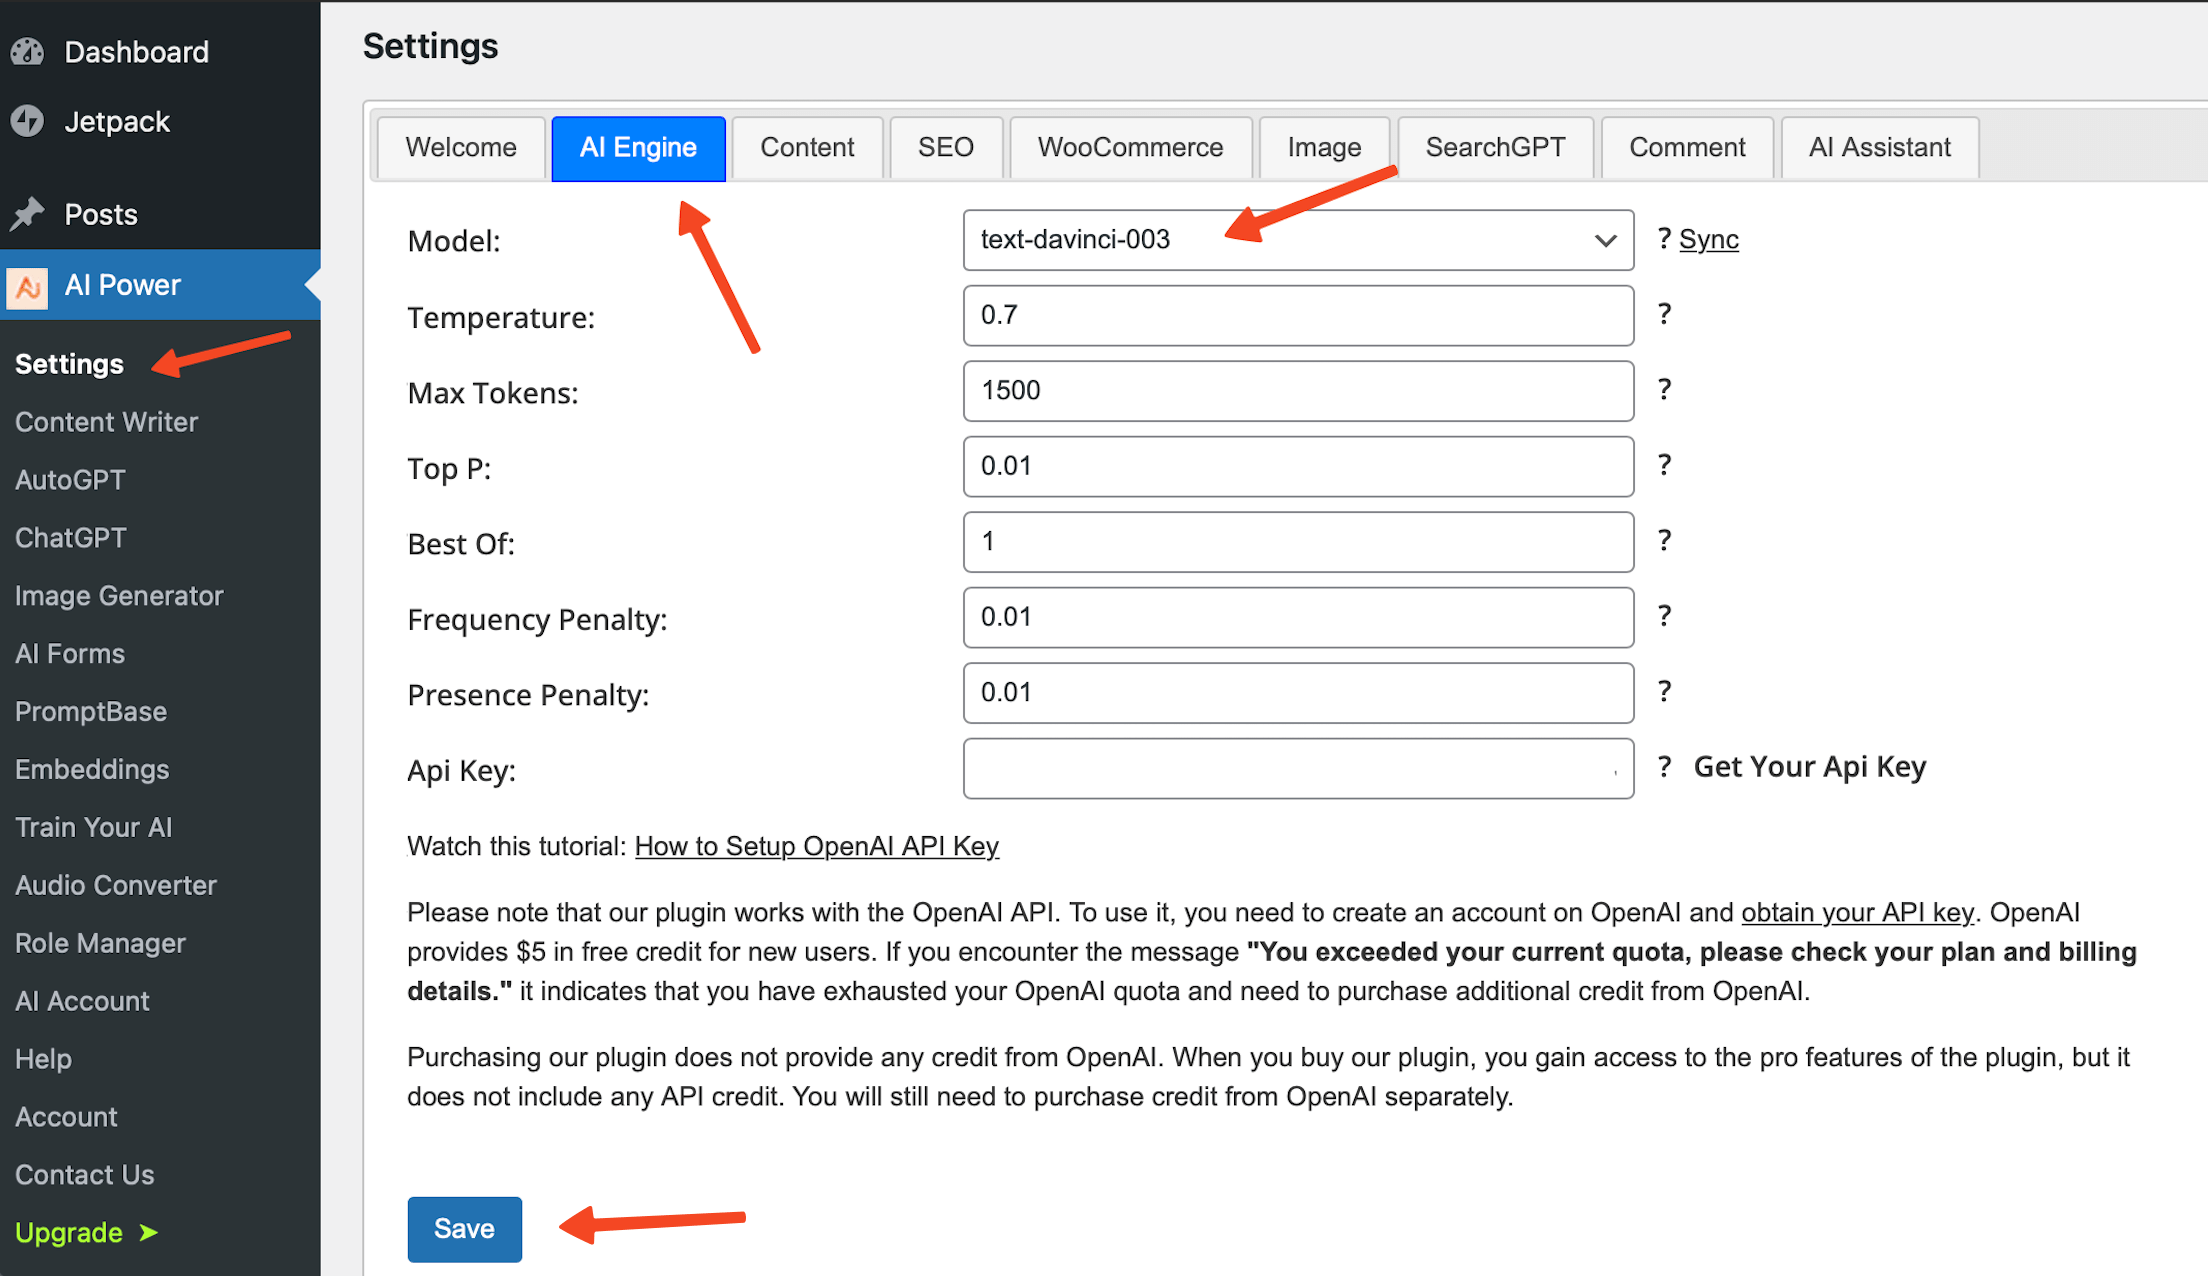 Dashboard
Jetpack
Posts
AI Power
Settings
Content Writer
AutoGPT
ChatGPT
Image Generator
AI Forms
PromptBase
Embeddings
Train Your AI
Audio Converter
Role Manager
AI Account
Help
Account
Contact Us
Upgrade ➤
Settings
Welcome AI Engine Content SEO WooCommerce Image SearchGPT Comment AI Assistant
Model: text-davinci-003 ? Sync
Temperature: 0.7 ?
Max Tokens: 1500 ?
Top P: 0.01 ?
Best Of: 1 ?
Frequency Penalty: 0.01 ?
Presence Penalty: 0.01 ?
Api Key: ? Get Your Api Key
Watch this tutorial: How to Setup OpenAI API Key
Please note that our plugin works with the OpenAI API. To use it, you need to create an account on OpenAI and obtain your API key. OpenAI
provides $5 in free credit for new users. If you encounter the message "You exceeded your current quota, please check your plan and billing
details." it indicates that you have exhausted your OpenAI quota and need to purchase additional credit from OpenAI.
Purchasing our plugin does not provide any credit from OpenAI. When you buy our plugin, you gain access to the pro features of the plugin, but it
does not include any API credit. You will still need to purchase credit from OpenAI separately.
Save